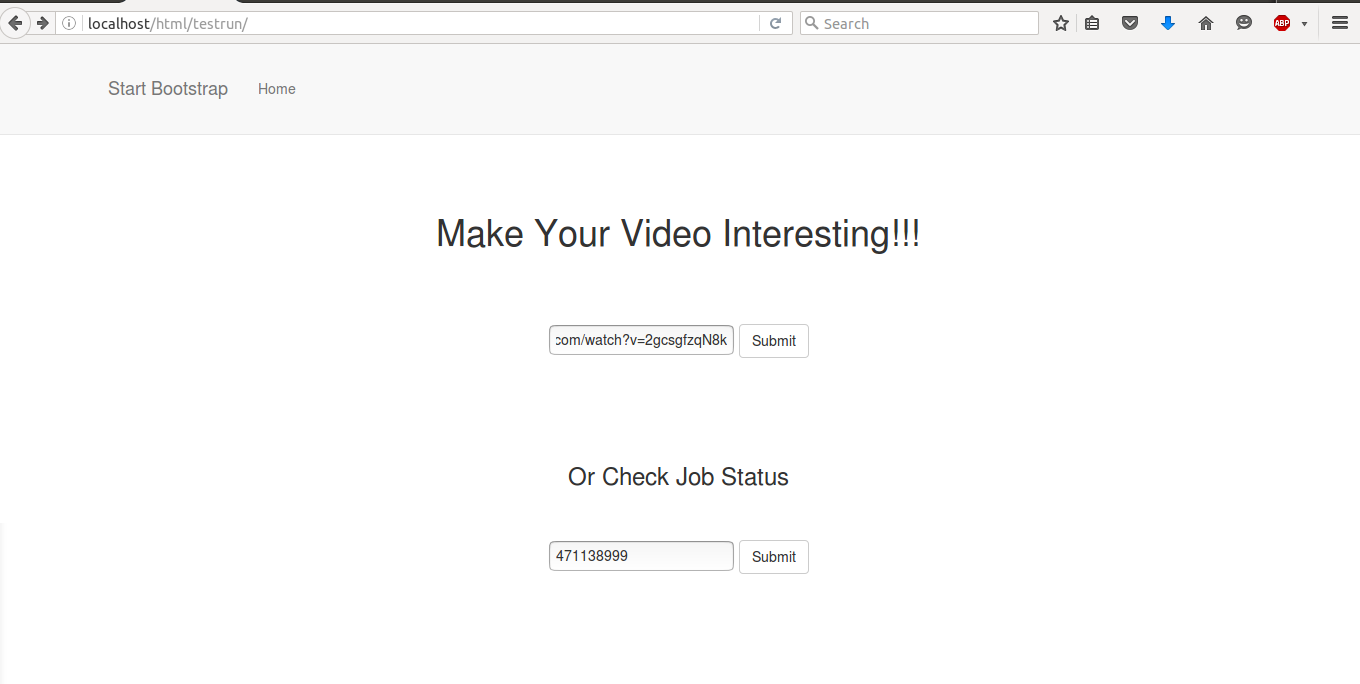 localhost/html/testrun/
Search
ABP
Start Bootstrap
Home
Make Your Video Interesting!!!
com/watch?v=2gcsgfzqN8k
Submit
Or Check Job Status
471138999
Submit